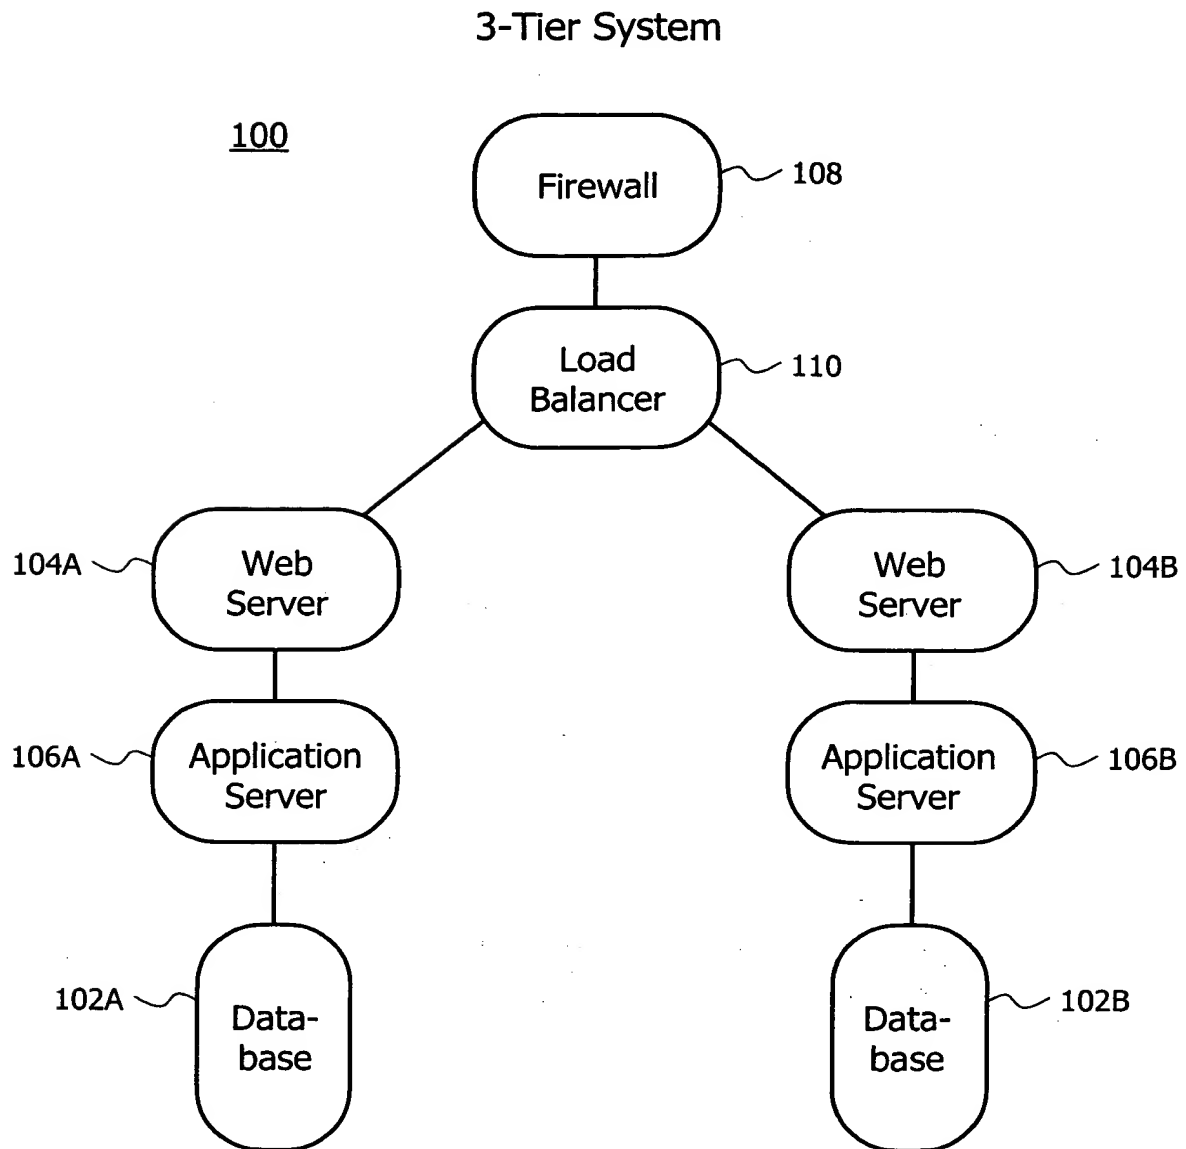 3-Tier System
100
Firewall
108
Load
Balancer
110
104A
Web
Server
Web
Server
104B
106A
Application
Server
Application
Server
106B
102A
Data-
base
Data-
base
102B